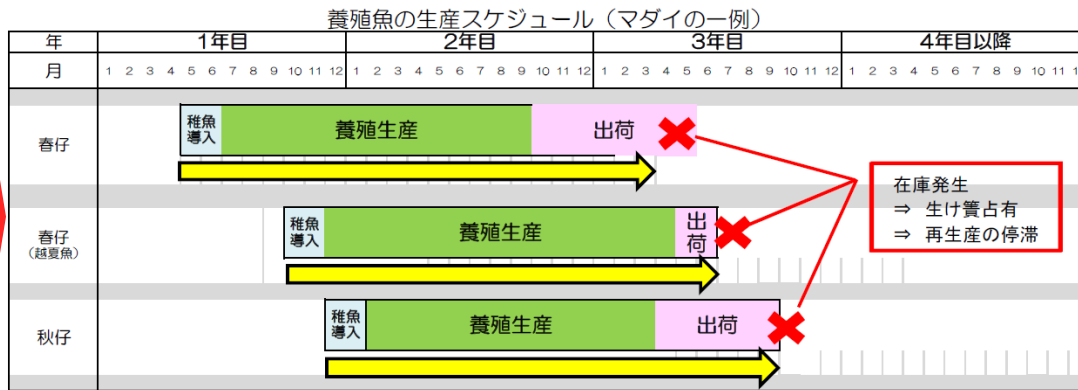 養殖魚の生産スケジュール（マダイの一例）
年 1年目 2年目 3年目 4年目以降
月 1 2 3 4 5 6 7 8 9 10 11 12 1 2 3 4 5 6 7 8 9 10 11 12 1 2 3 4 5 6 7 8 9 10 11 12 1 2 3 4 5 6 7 8 9 10 11 1
春仔
稚魚
導入
養殖生産
出荷
在庫発生
⇒ 生け簀占有
⇒ 再生産の停滞
春仔
（越夏魚）
稚魚
導入
養殖生産
出
荷
秋仔
稚魚
導入
養殖生産
出荷